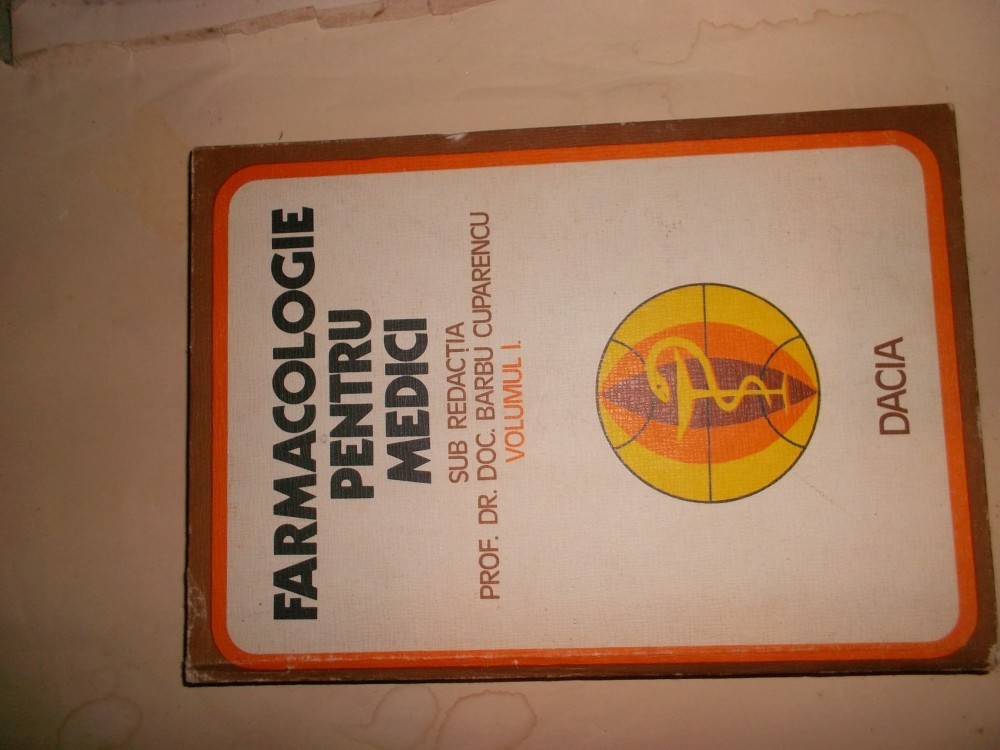 FARMACOLOGIE
PENTRU
MEDICI
SUB REDACȚIA
PROF. DR. DOC. BARBU CUPARENCU
VOLUMUL I.
DACIA